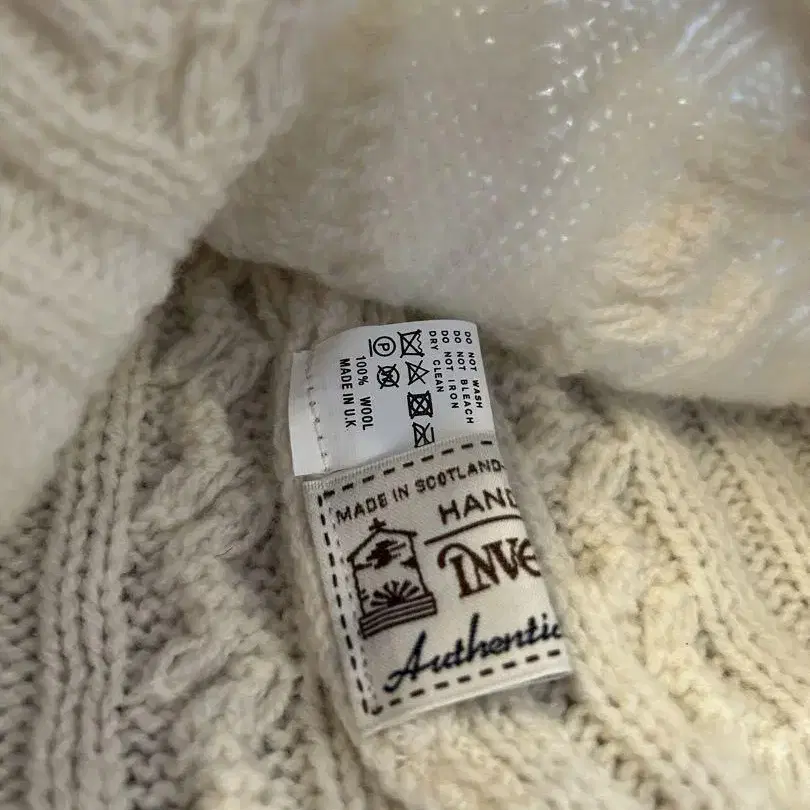 DO NOT WASH
DO NOT BLEACH
DO NOT IRON
DRY CLEAN
P
100% WOOL
MADE IN U.K
MADE IN SCOTLAND
HAND
INVE
Authentic